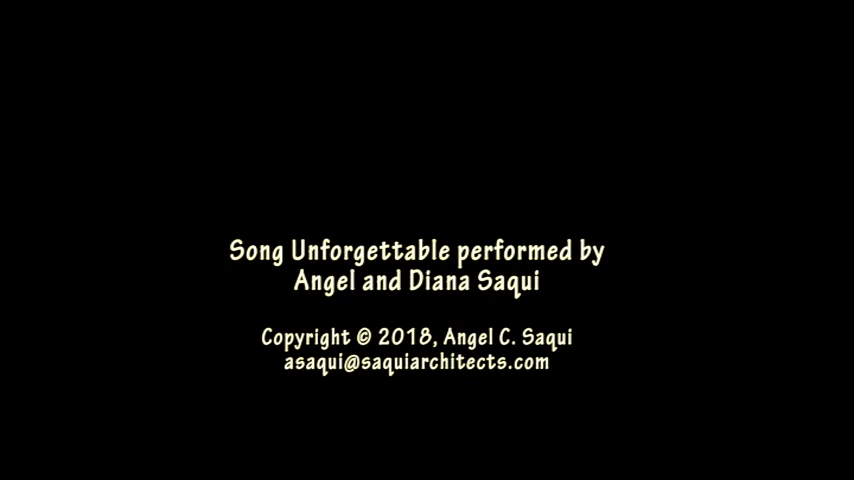 Song Unforgettable performed by
Angel and Diana Saqui
Copyright © 2018, Angel C. Saqui
asaqui@saquiarchitects.com